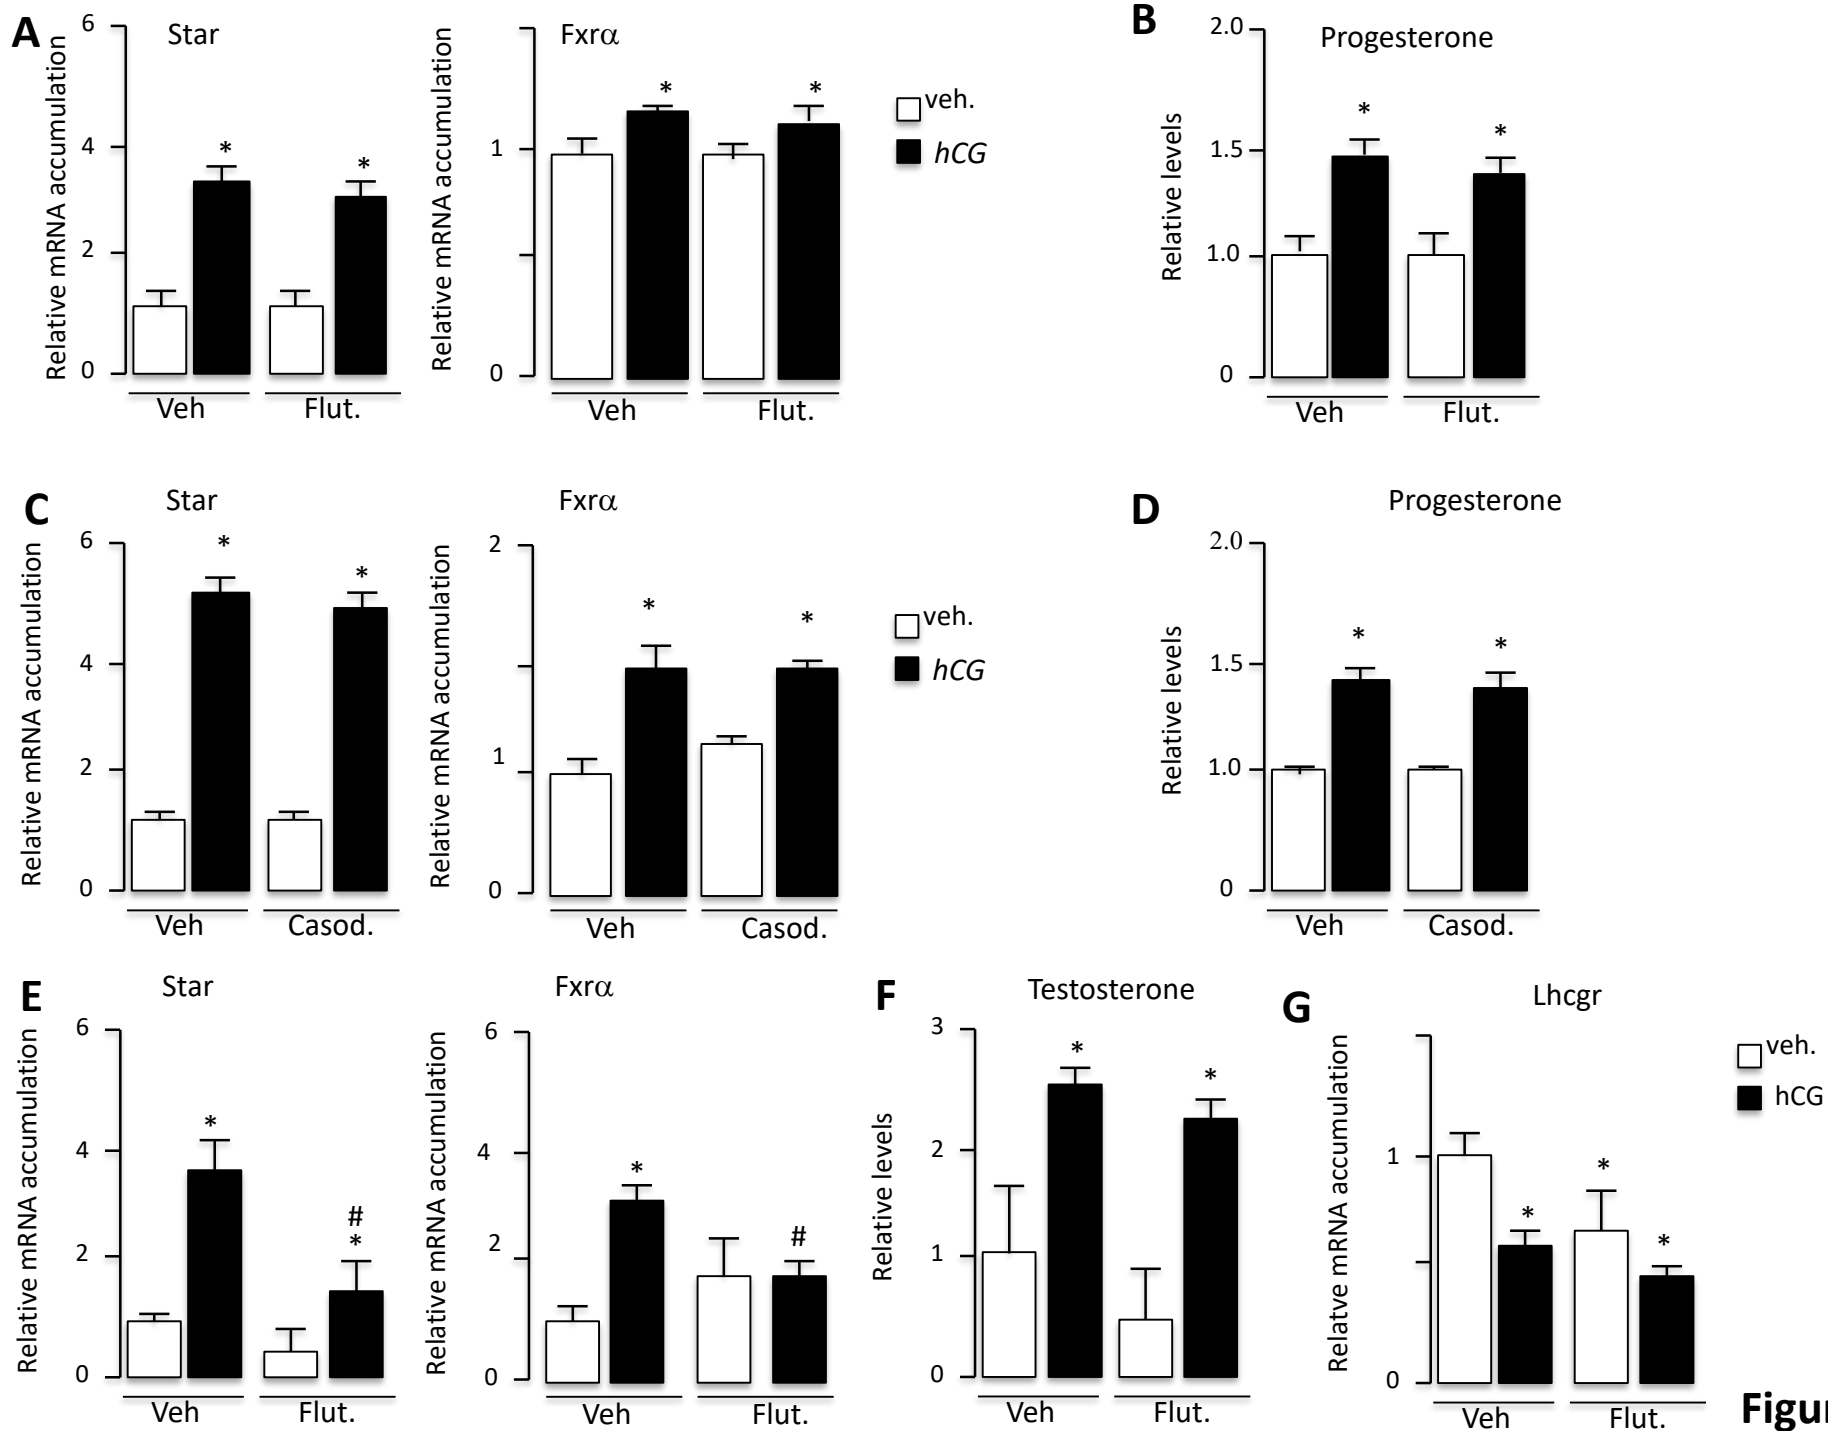 A
Star
Relative mRNA accumulation
6
4
2
0
*
*
Veh
Flut.
Fxrα
Relative mRNA accumulation
1
0
*
*
Veh
Flut.
veh.
hCG
B
Progesterone
Relative levels
2.0
1.5
1.0
0
*
*
Veh
Flut.
C
Star
Relative mRNA accumulation
6
4
2
0
*
*
Veh
Casod.
Fxrα
Relative mRNA accumulation
2
1
0
*
*
Veh
Casod.
veh.
hCG
D
Progesterone
Relative levels
2.0
1.5
1.0
0
*
*
Veh
Casod.
E
Star
Relative mRNA accumulation
6
4
2
0
*
#
*
Veh
Flut.
Fxrα
Relative mRNA accumulation
6
4
2
0
*
#
Veh
Flut.
F
Testosterone
Relative levels
3
2
1
0
*
*
Veh
Flut.
G
Lhcgr
Relative mRNA accumulation
1
0
*
*
*
Veh
Flut.
veh.
hCG